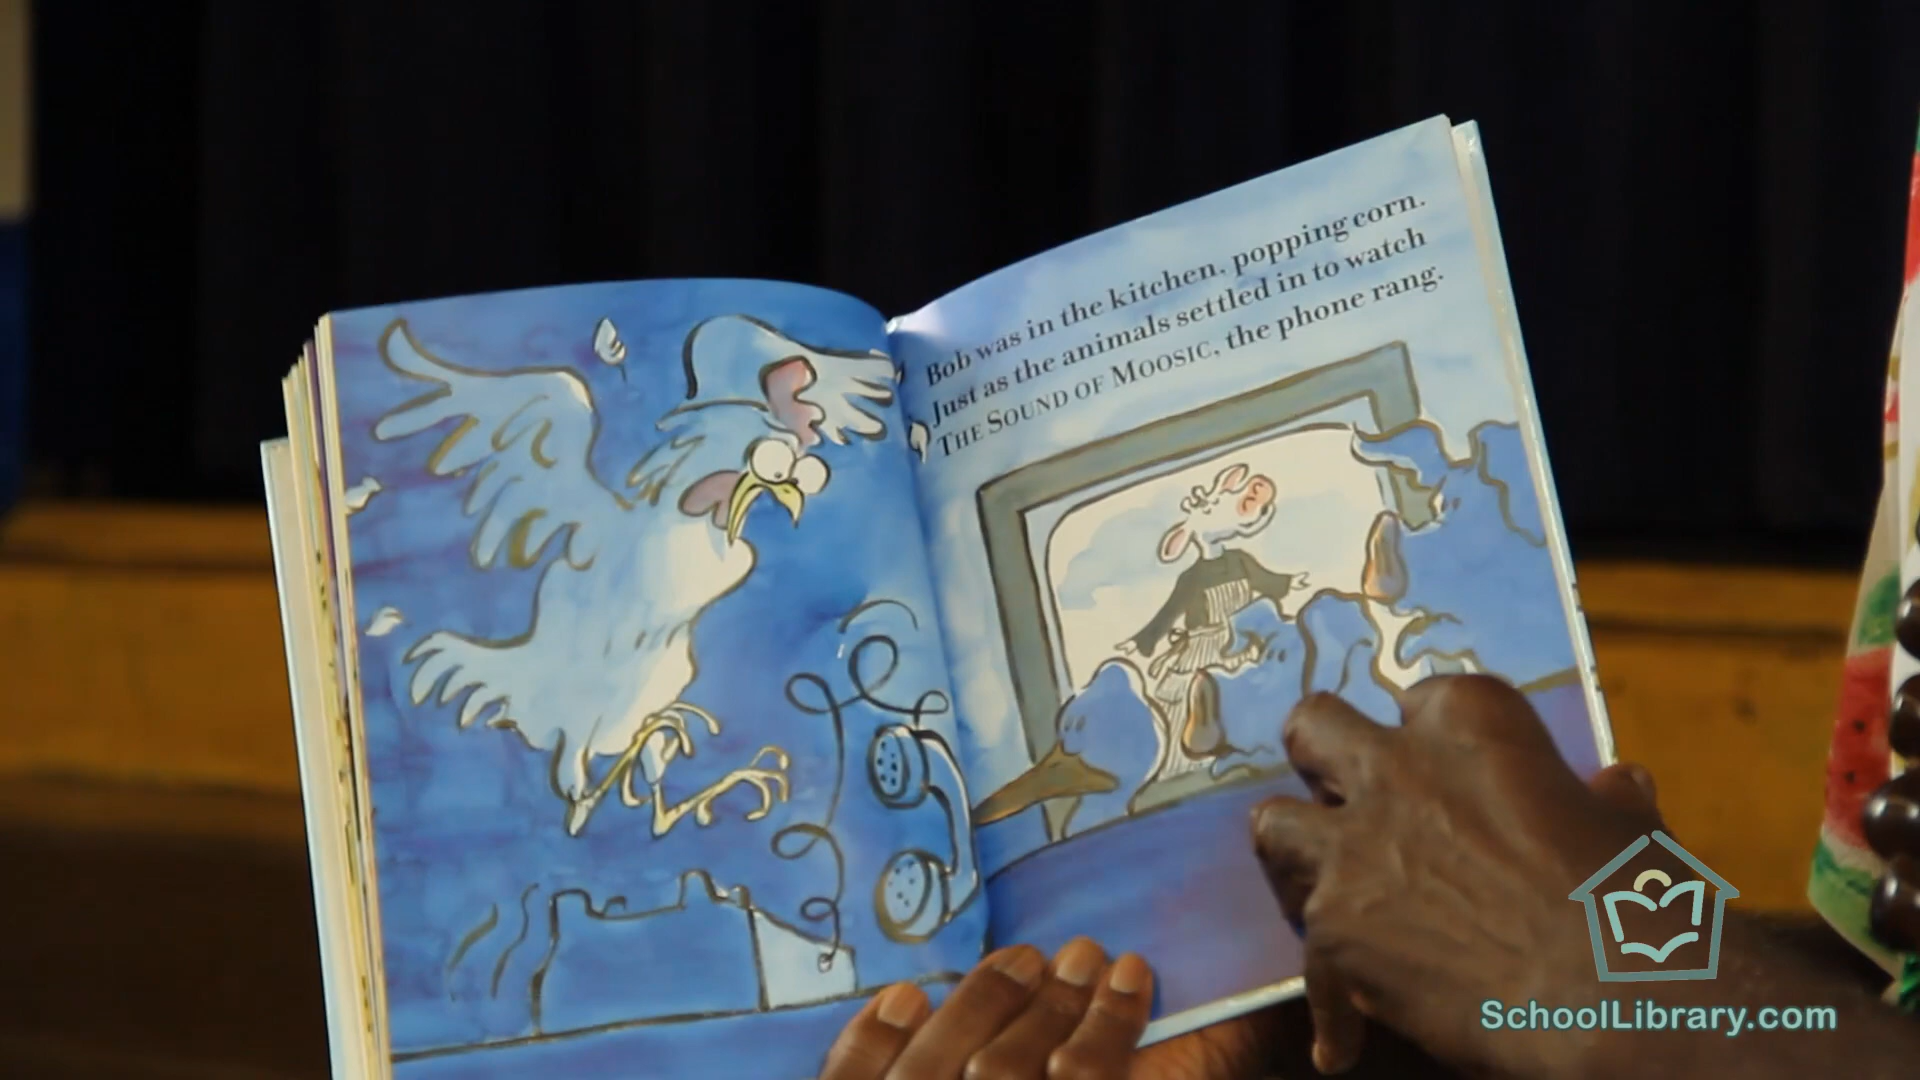 Bob was in the kitchen, popping corn.
Just as the animals settled in to watch
THE SOUND OF MOOSIC, the phone rang.
SchoolLibrary.com